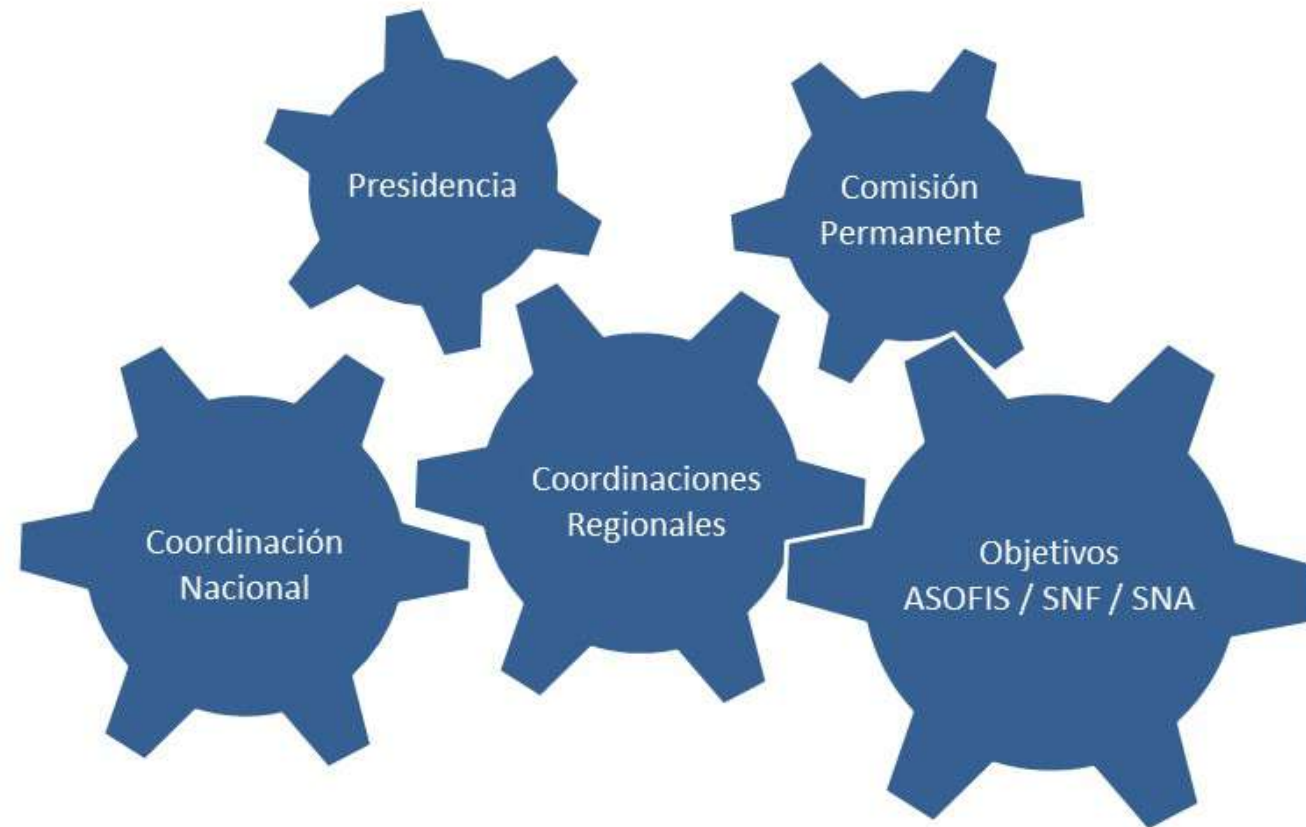 Presidencia
Comisión
Permanente
Coordinación
Nacional
Coordinaciones
Regionales
Objetivos
ASOFIS / SNF / SNA